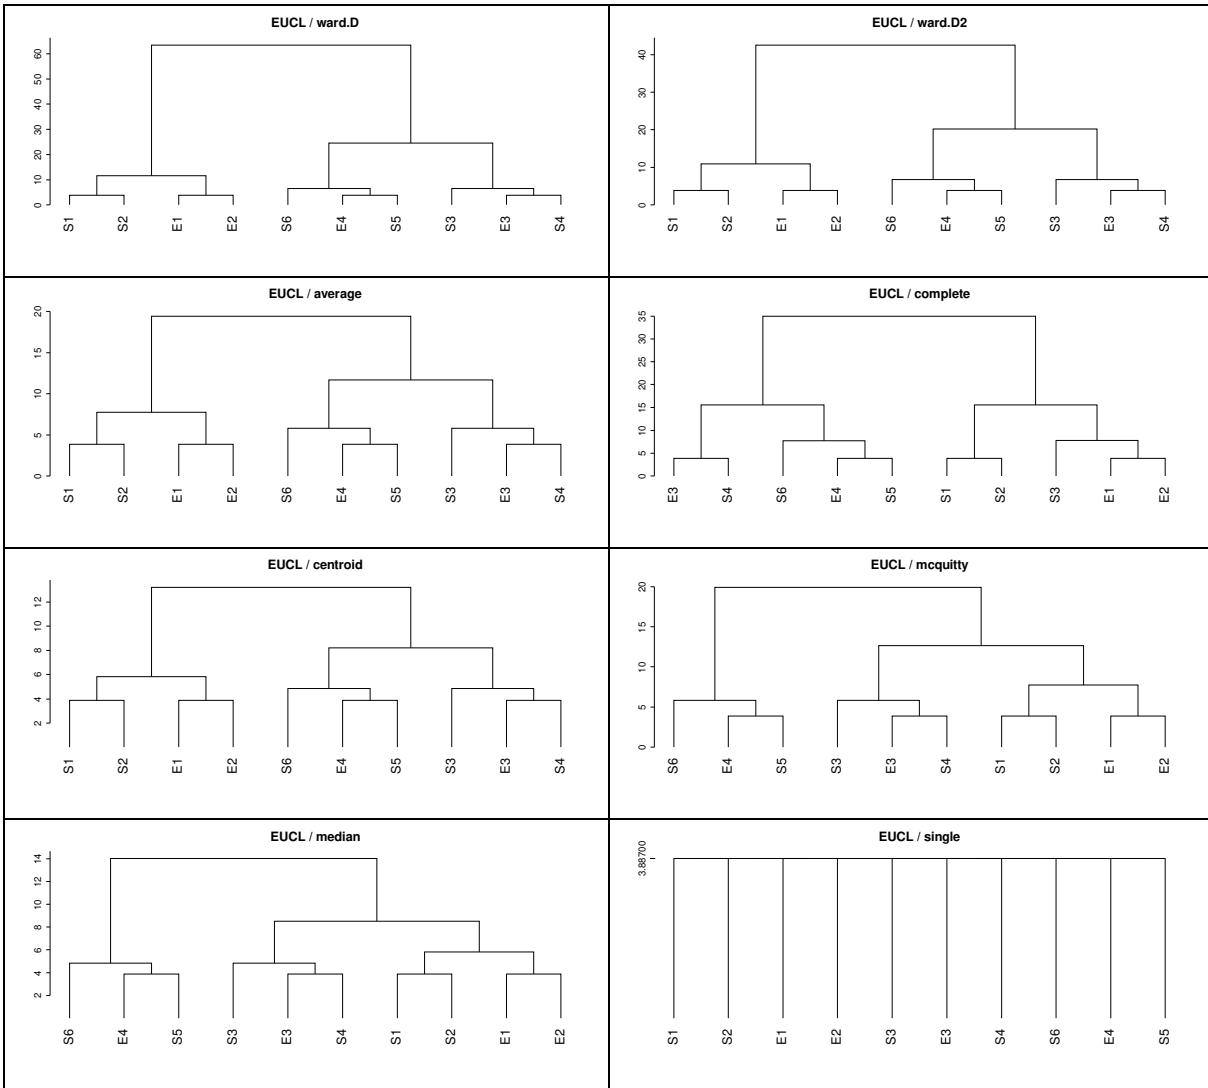 EUCL / ward.D
60
50
40
30
20
10
0
S1 S2 E1 E2 S6 E4 S5 S3 E3 S4
EUCL / ward.D2
40
30
20
10
0
S1 S2 E1 E2 S6 E4 S5 S3 E3 S4
EUCL / average
20
15
10
5
0
S1 S2 E1 E2 S6 E4 S5 S3 E3 S4
EUCL / complete
35
30
25
20
15
10
5
0
E3 S4 S6 E4 S5 S1 S2 S3 E1 E2
EUCL / centroid
12
10
8
6
4
2
S1 S2 E1 E2 S6 E4 S5 S3 E3 S4
EUCL / mcquitty
20
15
10
5
0
S6 E4 S5 S3 E3 S4 S1 S2 E1 E2
EUCL / median
14
12
10
8
6
4
2
S6 E4 S5 S3 E3 S4 S1 S2 E1 E2
EUCL / single
3.88700
S1 S2 E1 E2 S3 E3 S4 S6 E4 S5